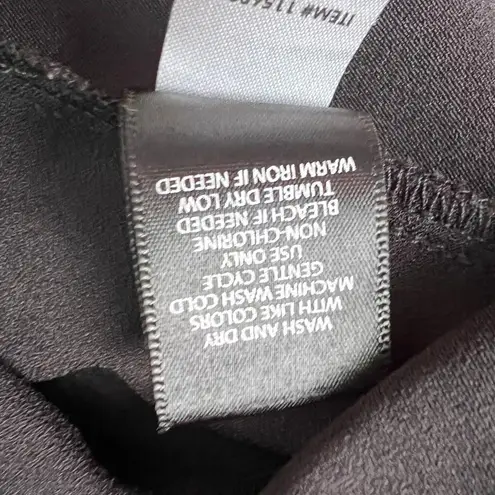 WASH AND DRY
WITH LIKE COLORS
MACHINE WASH COLD
GENTLE CYCLE
USE ONLY
NON-CHLORINE
BLEACH IF NEEDED
TUMBLE DRY LOW
WARM IRON IF NEEDED
ITEM#